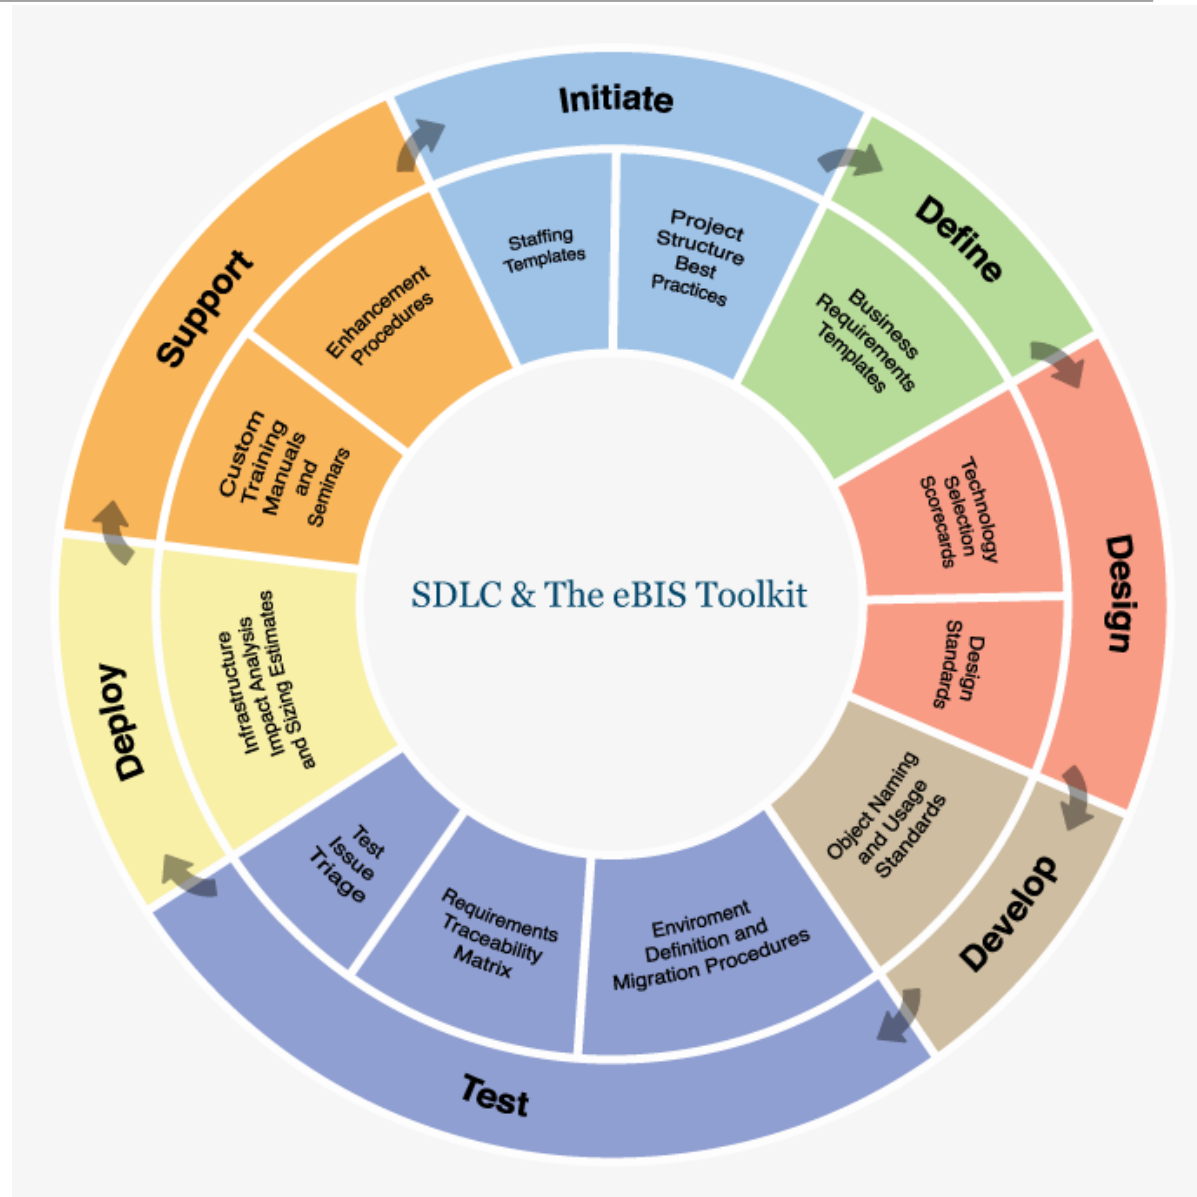 Initiate
Staffing
Templates
Project
Structure
Best
Practices
Define
Business
Requirements
Templates
Design
Technology
Selection
Scorecards
Design
Standards
Develop
Object Naming
and Usage
Standards
Test
Enviroment
Definition and
Migration Procedures
Requirements
Traceability
Matrix
Test
Issue
Triage
Deploy
Infrastructure
Impact Analysis
and Sizing Estimates
Support
Custom
Training
Manuals
and
Seminars
Enhancement
Procedures
SDLC & The eBIS Toolkit